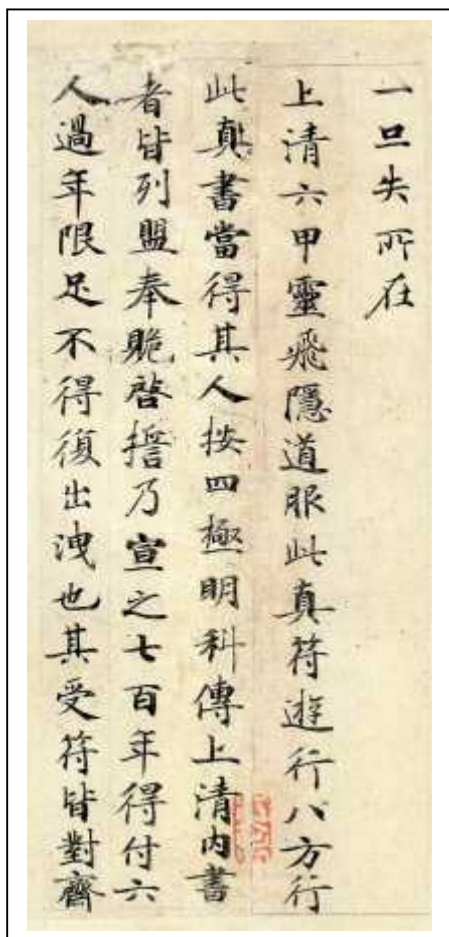 一旦失所在
上清六甲靈飛隱道服此真符遊行八方行
此真書當得其人按四極明科傳上清內書
者皆列盟奉跪啓誓乃宣之七百年得付六
人過年限足不得復出洩也其受符皆對齋